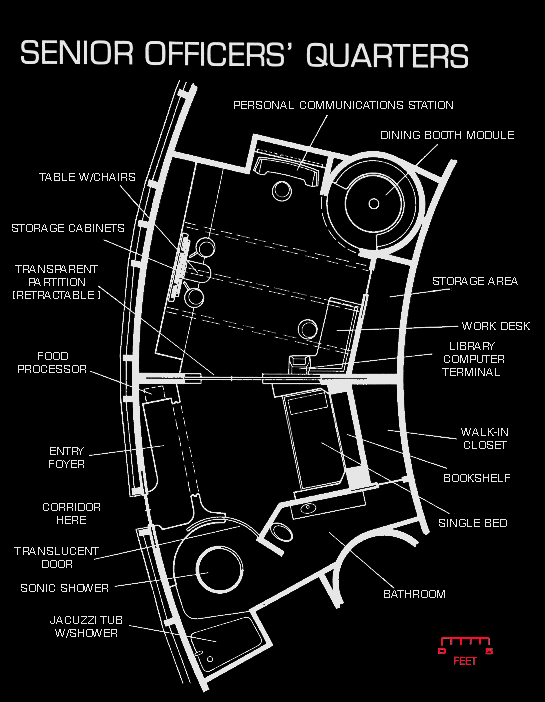 SENIOR OFFICERS' QUARTERS
PERSONAL COMMUNICATIONS STATION
DINING BOOTH MODULE
TABLE W/CHAIRS
STORAGE CABINETS
TRANSPARENT
PARTITION
[RETRACTABLE]
STORAGE AREA
WORK DESK
LIBRARY
COMPUTER
TERMINAL
FOOD
PROCESSOR
WALK-IN
CLOSET
ENTRY
FOYER
BOOKSHELF
CORRIDOR
HERE
SINGLE BED
TRANSLUCENT
DOOR
SONIC SHOWER
BATHROOM
JACUZZI TUB
W/SHOWER
FEET